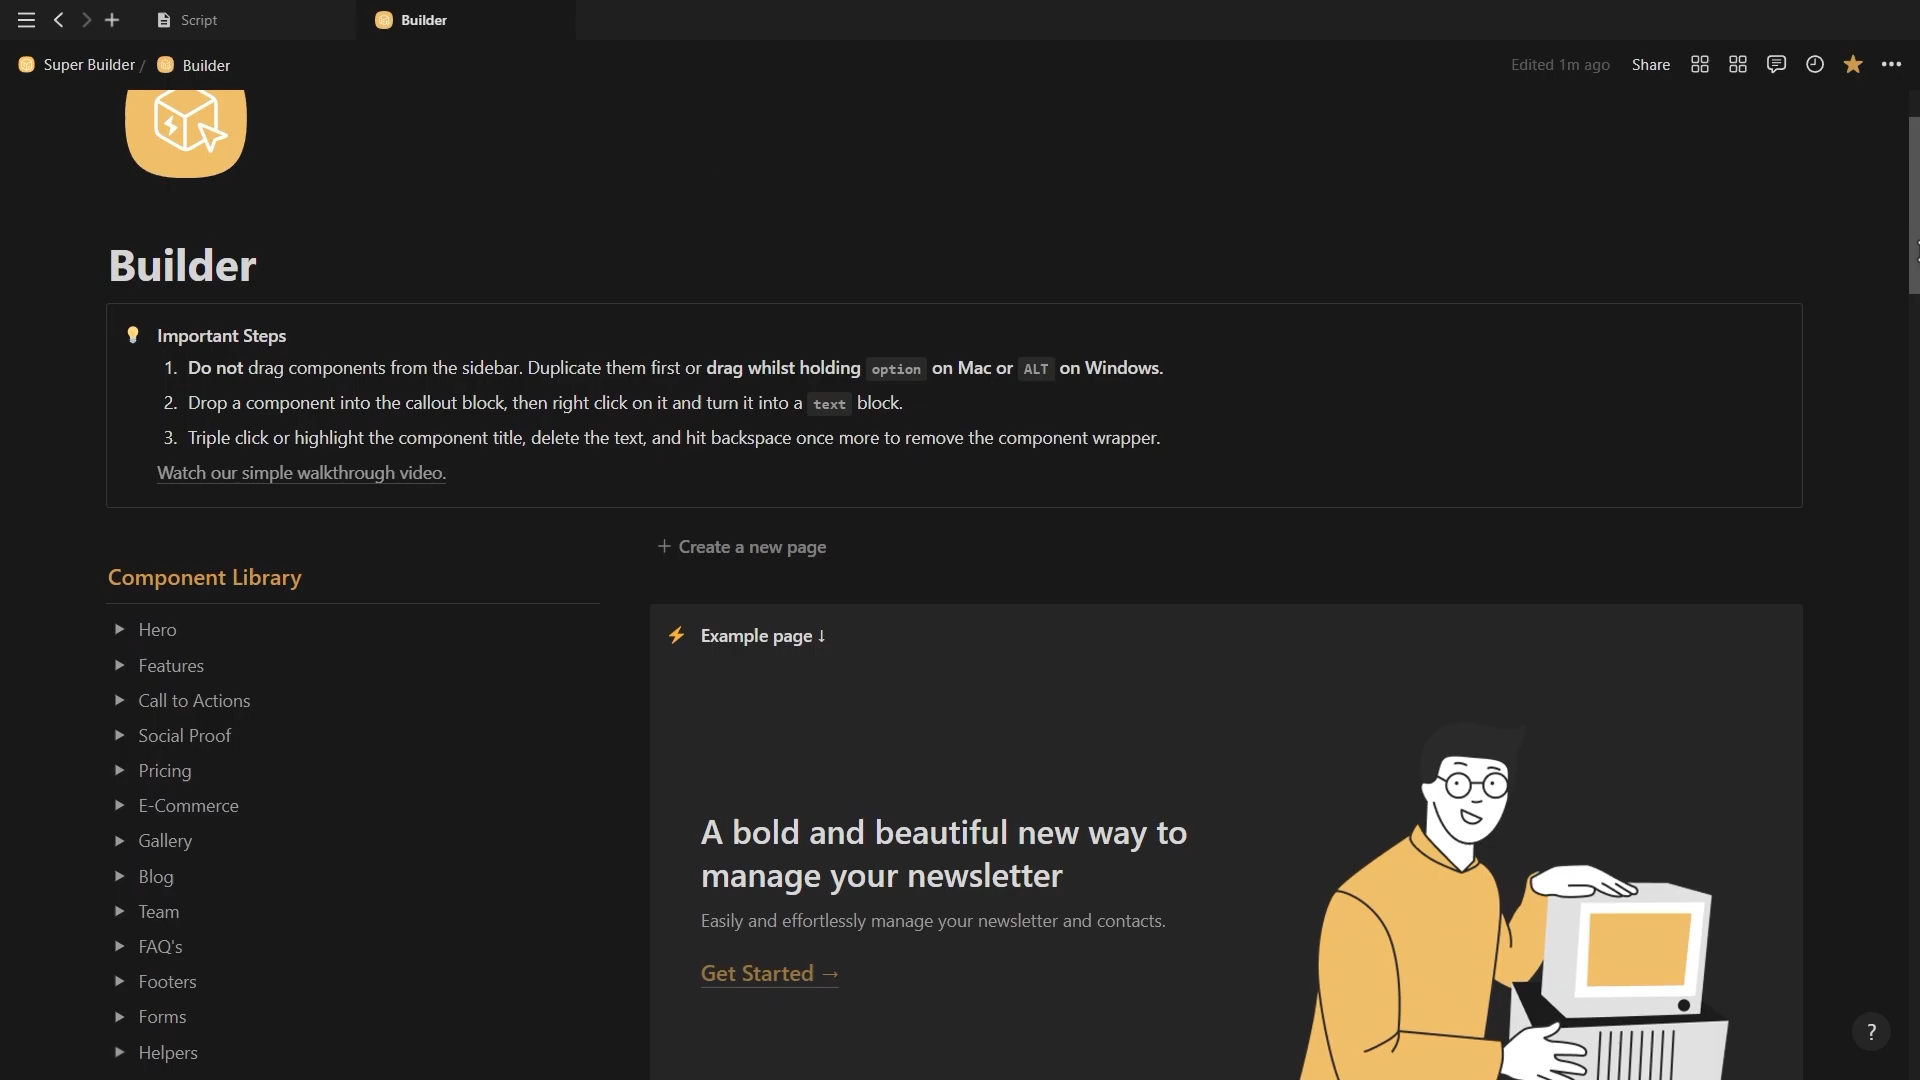 Script
Builder
Super Builder / Builder
Edited 1m ago
Share
Builder
Important Steps
1. Do not drag components from the sidebar. Duplicate them first or drag whilst holding option on Mac or ALT on Windows.
2. Drop a component into the callout block, then right click on it and turn it into a text block.
3. Triple click or highlight the component title, delete the text, and hit backspace once more to remove the component wrapper.
Watch our simple walkthrough video.
+ Create a new page
Component Library
Hero
Features
Call to Actions
Social Proof
Pricing
E-Commerce
Gallery
Blog
Team
FAQ's
Footers
Forms
Helpers
Example page ↓
A bold and beautiful new way to
manage your newsletter
Easily and effortlessly manage your newsletter and contacts.
Get Started →
?